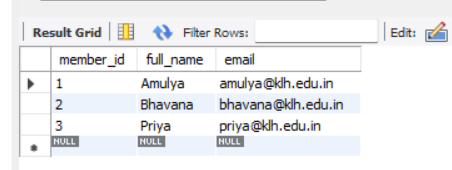 Result Grid Filter Rows: Edit:
member_id full_name email
1 Amulya amulya@klh.edu.in
2 Bhavana bhavana@klh.edu.in
3 Priya priya@klh.edu.in
NULL NULL NULL